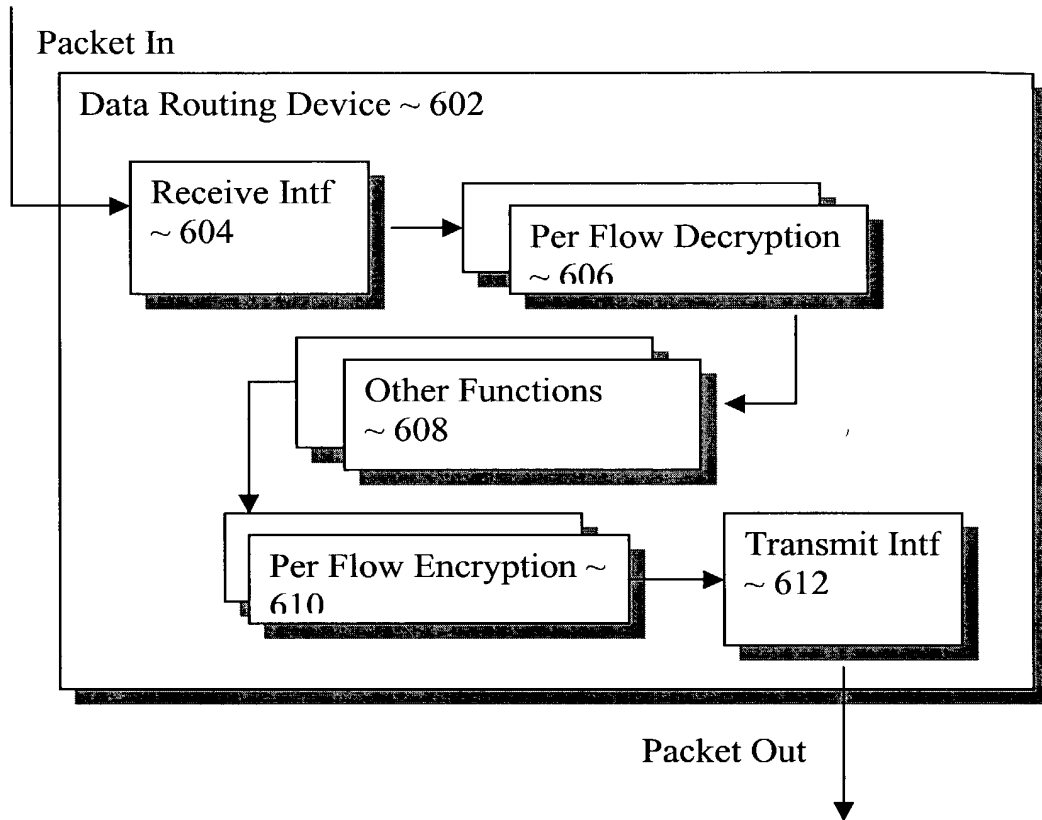 Packet In
Data Routing Device ~ 602
Receive Intf
~ 604
Per Flow Decryption
~ 606
Other Functions
~ 608
Per Flow Encryption ~
610
Transmit Intf
~ 612
Packet Out